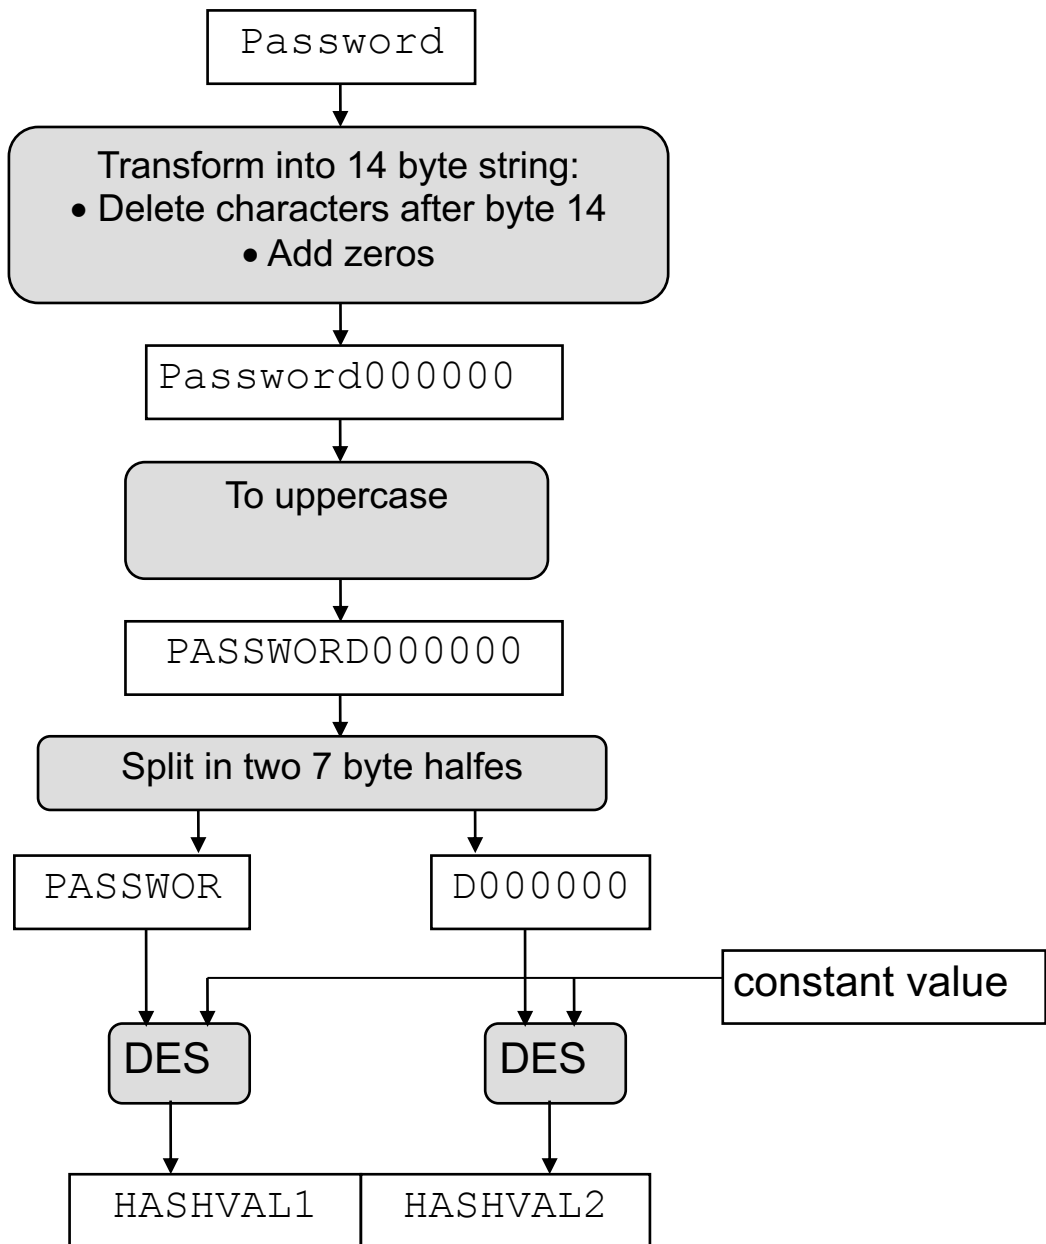 Password
Transform into 14 byte string:
• Delete characters after byte 14
• Add zeros
Password000000
To uppercase
PASSWORD000000
Split in two 7 byte halfes
PASSWOR
D000000
constant value
DES
DES
HASHVAL1
HASHVAL2